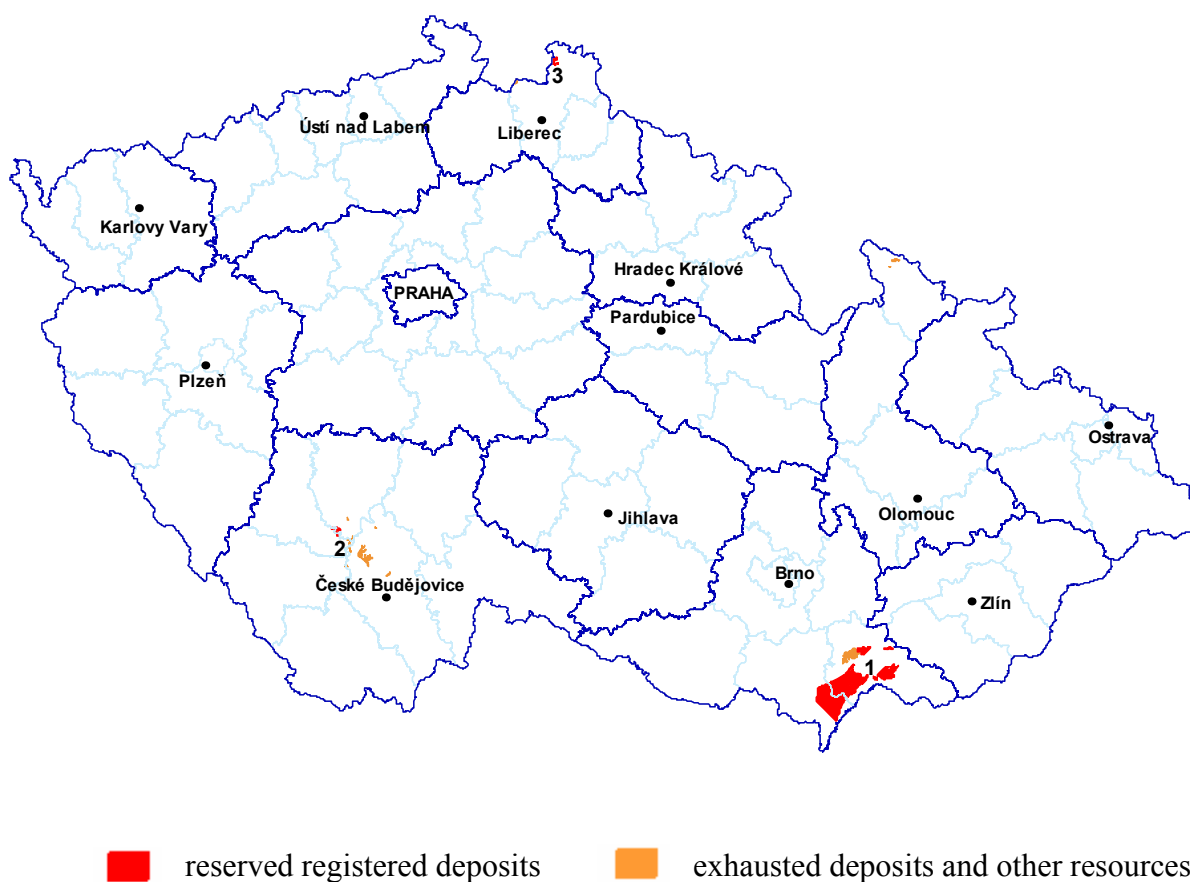 3
Ústí nad Labem
Liberec
Karlovy Vary
Hradec Králové
PRAHA
Pardubice
Plzeň
Ostrava
Olomouc
Jihlava
2
Brno
České Budějovice
Zlín
1
reserved registered deposits
exhausted deposits and other resources